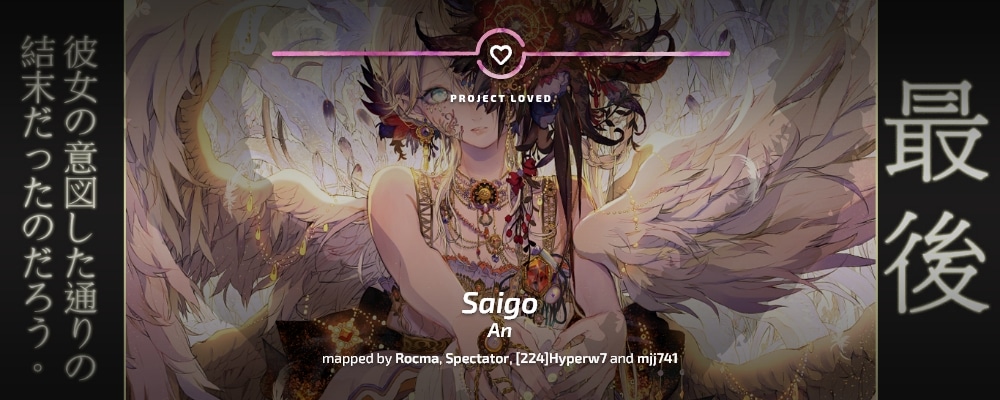 彼女の意図した通りの
結末だったのだろう。
PROJECT LOVED
最後
Saigo
An
mapped by Rocma, Spectator, [224]Hyperw7 and mjj741